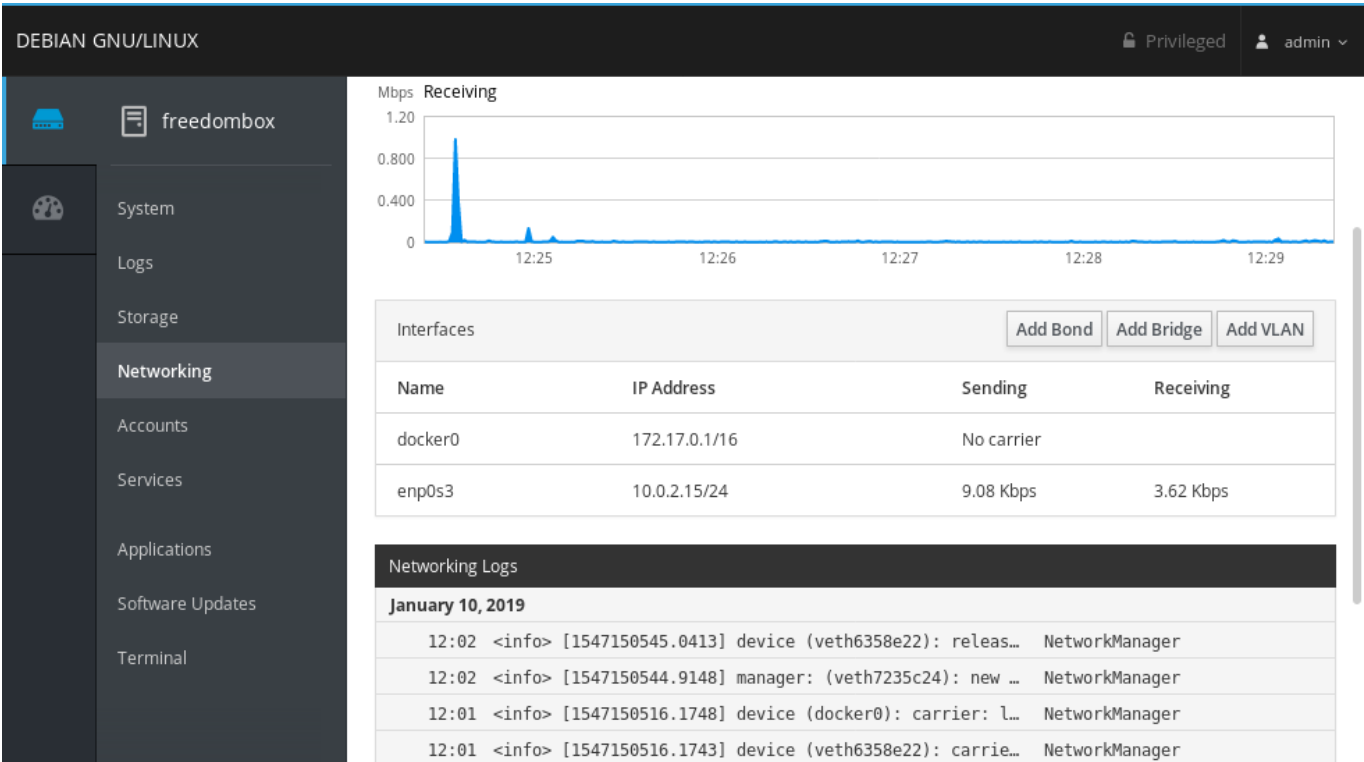 DEBIAN GNU/LINUX
Privileged
admin
freedombox
System
Logs
Storage
Networking
Accounts
Services
Applications
Software Updates
Terminal
Mbps Receiving
1.20
0.800
0.400
0
12:25 12:26 12:27 12:28 12:29
Interfaces Add Bond Add Bridge Add VLAN
Name IP Address Sending Receiving
docker0 172.17.0.1/16 No carrier
enp0s3 10.0.2.15/24 9.08 Kbps 3.62 Kbps
Networking Logs
January 10, 2019
12:02 <info> [1547150545.0413] device (veth6358e22): releas… NetworkManager
12:02 <info> [1547150544.9148] manager: (veth7235c24): new … NetworkManager
12:01 <info> [1547150516.1748] device (docker0): carrier: l… NetworkManager
12:01 <info> [1547150516.1743] device (veth6358e22): carrie… NetworkManager